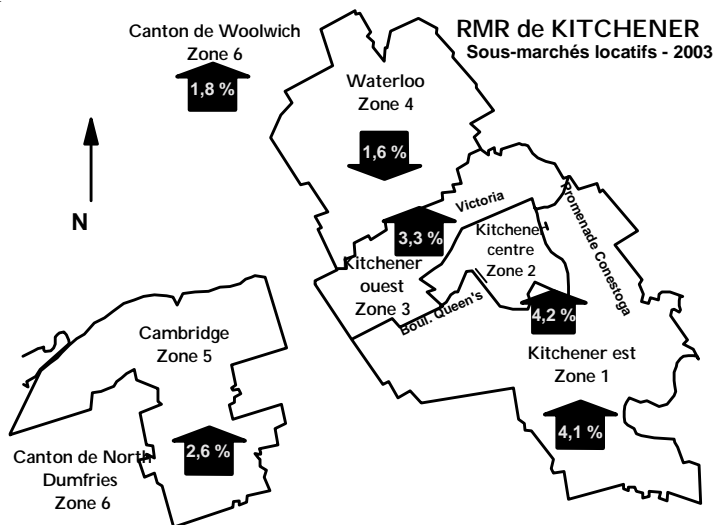 RMR de KITCHENER
Sous-marchés locatifs - 2003
Canton de Woolwich
Zone 6
1,8 %
Waterloo
Zone 4
1,6 %
N
Victoria
Promenade Conestoga
3,3 %
Kitchener
centre
Zone 2
Kitchener
ouest
Zone 3
Boul. Queen's
4,2 %
Kitchener est
Zone 1
4,1 %
Cambridge
Zone 5
2,6 %
Canton de North
Dumfries
Zone 6